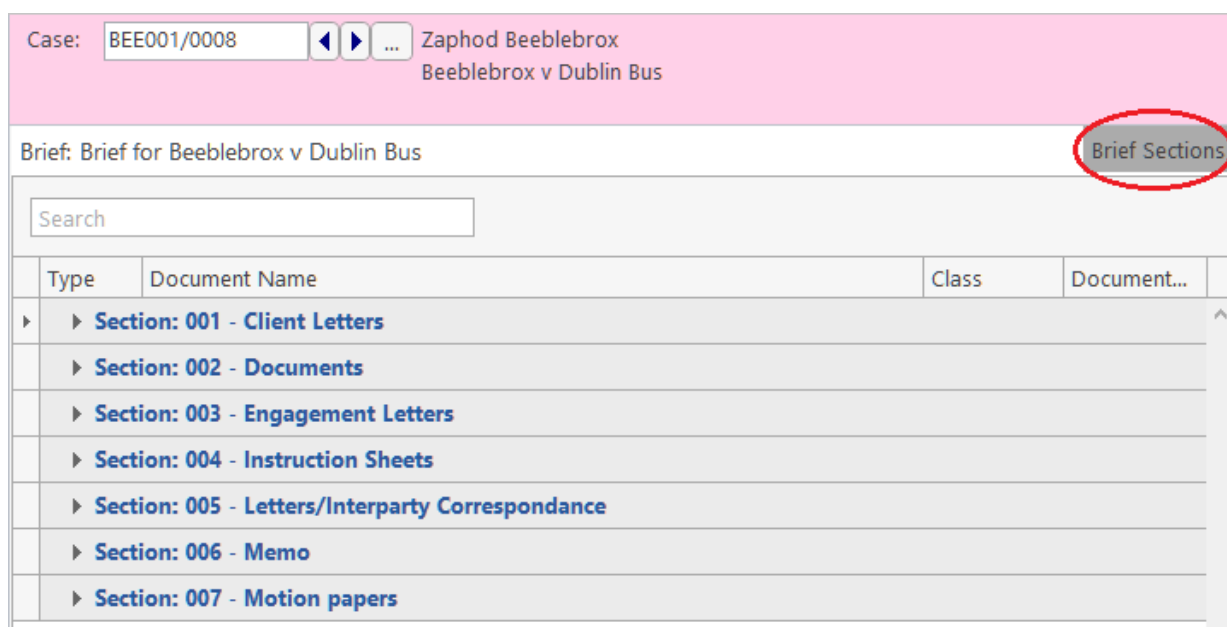 Case: BEE001/0008 ... Zaphod Beeblebrox
Beeblebrox v Dublin Bus
Brief: Brief for Beeblebrox v Dublin Bus Brief Sections
Search
Type Document Name Class Document...
Section: 001 - Client Letters
Section: 002 - Documents
Section: 003 - Engagement Letters
Section: 004 - Instruction Sheets
Section: 005 - Letters/Interparty Correspondance
Section: 006 - Memo
Section: 007 - Motion papers